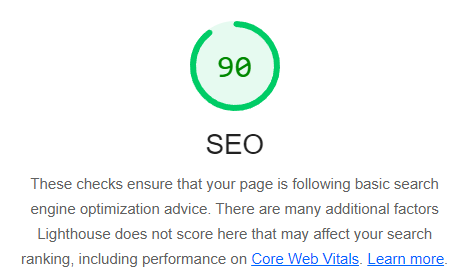 90
SEO
These checks ensure that your page is following basic search
engine optimization advice. There are many additional factors
Lighthouse does not score here that may affect your search
ranking, including performance on Core Web Vitals. Learn more.